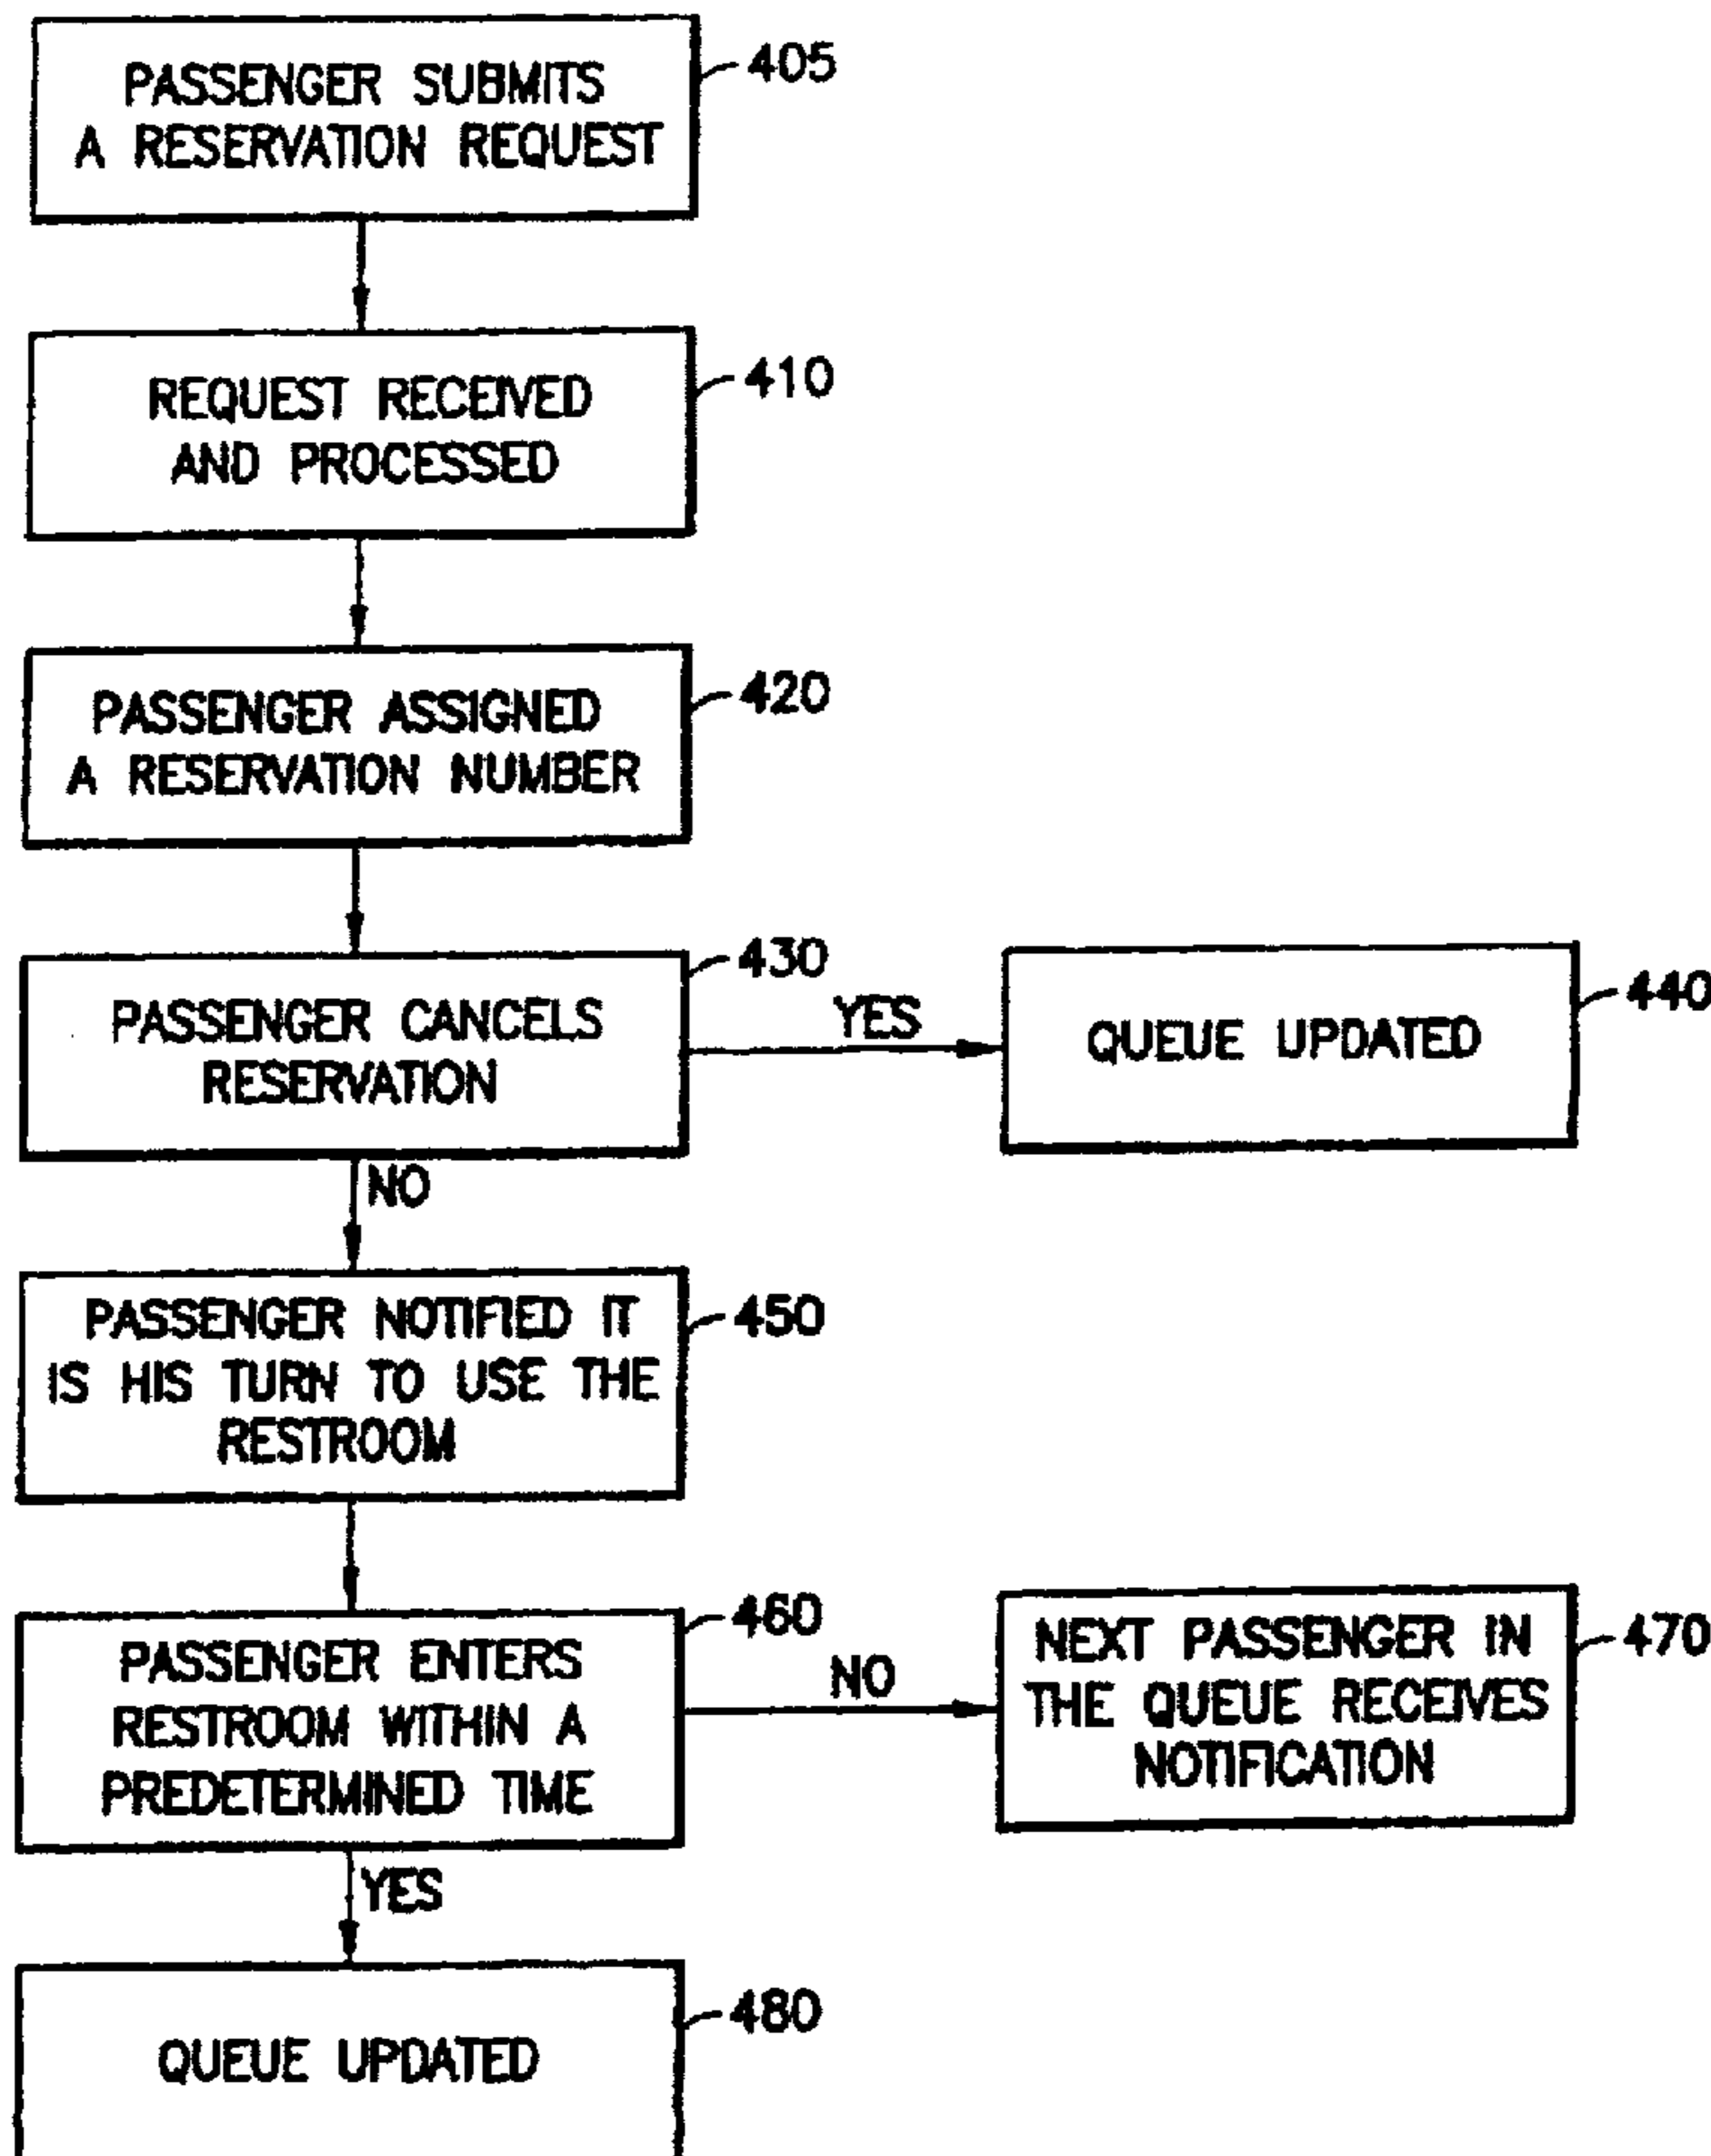 PASSENGER SUBMITS
A RESERVATION REQUEST
405
REQUEST RECEIVED
AND PROCESSED
410
PASSENGER ASSIGNED
A RESERVATION NUMBER
420
PASSENGER CANCELS
RESERVATION
430
YES
QUEUE UPDATED
440
NO
PASSENGER NOTIFIED IT
IS HIS TURN TO USE THE
RESTROOM
450
PASSENGER ENTERS
RESTROOM WITHIN A
PREDETERMINED TIME
460
NO
NEXT PASSENGER IN
THE QUEUE RECEIVES
NOTIFICATION
470
YES
QUEUE UPDATED
480